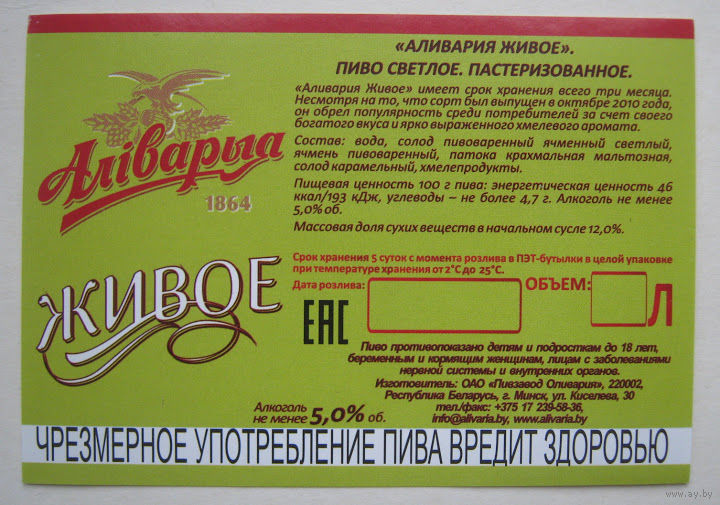 «АЛИВАРИЯ ЖИВОЕ».
ПИВО СВЕТЛОЕ. ПАСТЕРИЗОВАННОЕ.
«Аливария Живое» имеет срок хранения всего три месяца.
Несмотря на то, что сорт был выпущен в октябре 2010 года,
он обрел популярность среди потребителей за счет своего
богатого вкуса и ярко выраженного хмелевого аромата.
Состав: вода, солод пивоваренный ячменный светлый,
ячмень пивоваренный, патока крахмальная мальтозная,
солод карамельный, хмелепродукты.
Пищевая ценность 100 г пива: энергетическая ценность 46
ккал/193 кДж, углеводы – не более 4,7 г. Алкоголь не менее
5,0% об.
Массовая доля сухих веществ в начальном сусле 12,0%.
Алiварыа
1864
ЖИВОЕ
Срок хранения 5 суток с момента розлива в ПЭТ-бутылки в целой упаковке
при температуре хранения от 2°С до 25°С.
Дата розлива:
ОБЪЕМ:
Л
ЕАС
Пиво противопоказано детям и подросткам до 18 лет,
беременным и кормящим женщинам, лицам с заболеваниями
нервной системы и внутренних органов.
Изготовитель: ОАО «Пивзавод Оливария», 220002,
Республика Беларусь, г. Минск, ул. Киселева, 30
тел./факс: +375 17 239-58-36,
info@alivaria.by, www.alivaria.by
Алкоголь
не менее 5,0% об.
ЧРЕЗМЕРНОЕ УПОТРЕБЛЕНИЕ ПИВА ВРЕДИТ ЗДОРОВЬЮ
www.ay.by